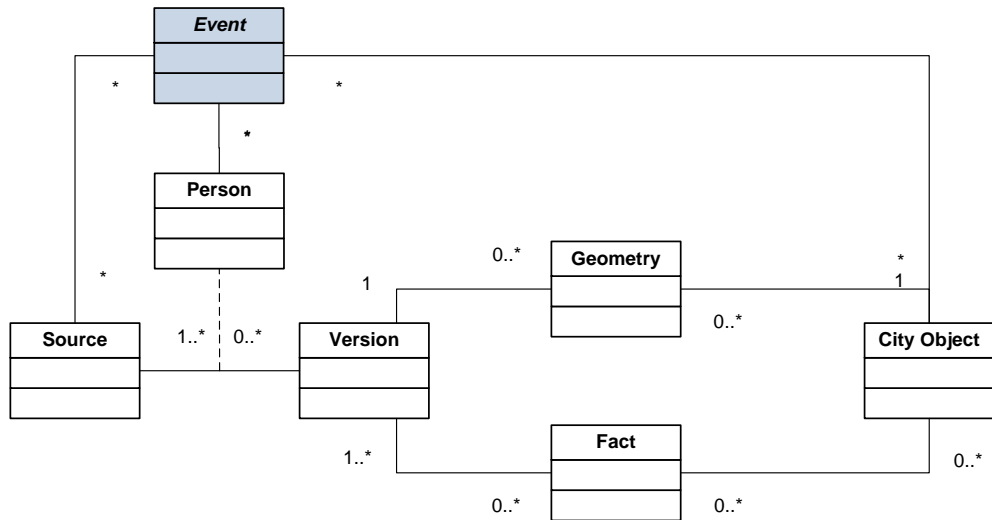 Event
*
*
*
Person
*
0..*
Geometry
*
1
1
0..*
Source
1..*
0..*
Version
City Object
Fact
1..*
0..*
0..*
0..*